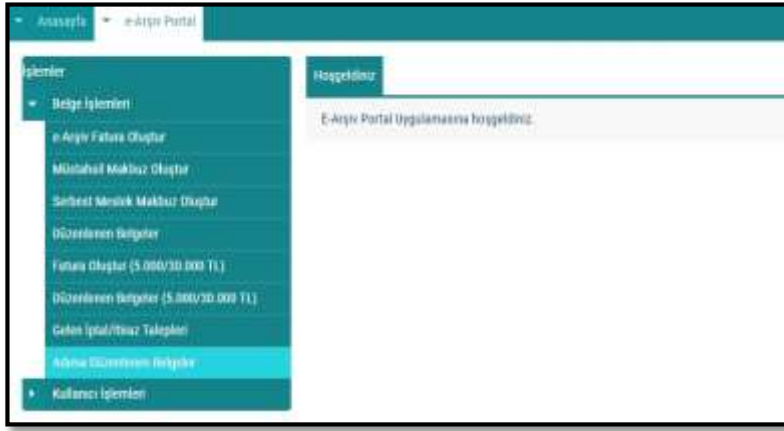 Anasayfa
e-Arşiv Portal
İşlemler
Belge İşlemleri
e-Arşiv Fatura Oluştur
Müstahsil Makbuz Oluştur
Serbest Meslek Makbuz Oluştur
Düzenlenen Belgeler
Fatura Oluştur (5.000/30.000 TL)
Düzenlenen Belgeler (5.000/30.000 TL)
Gelen İptal/İtiraz Talepleri
Adıma Düzenlenen Belgeler
Kullanıcı İşlemleri
Hoşgeldiniz
E-Arşiv Portal Uygulamasına hoşgeldiniz.